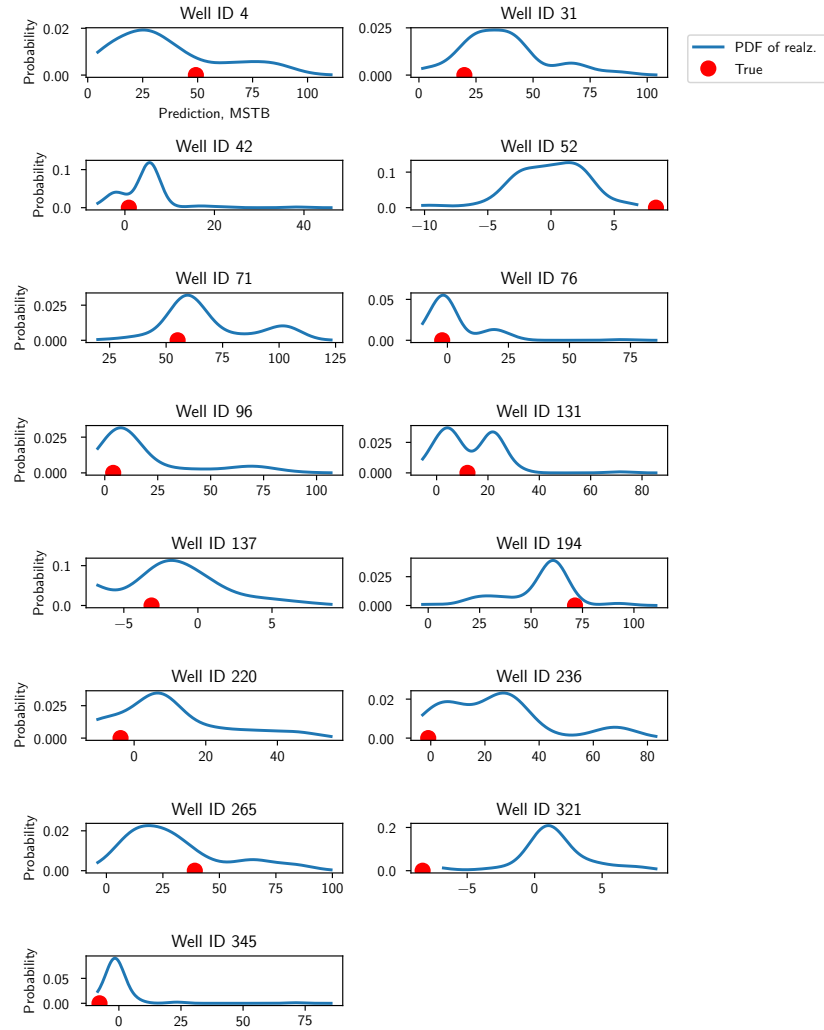 Well ID 4
Probability
0.02
0.00
0 25 50 75 100
Prediction, MSTB
Well ID 31
0.025
0.000
0 25 50 75 100
PDF of realz.
True
Well ID 42
Probability
0.1
0.0
0 20 40
Well ID 52
0.1
0.0
−10 −5 0 5
Well ID 71
Probability
0.025
0.000
25 50 75 100 125
Well ID 76
0.05
0.00
0 25 50 75
Well ID 96
Probability
0.025
0.000
0 25 50 75 100
Well ID 131
0.025
0.000
0 20 40 60 80
Well ID 137
Probability
0.1
0.0
−5 0 5
Well ID 194
0.025
0.000
0 25 50 75 100
Well ID 220
Probability
0.025
0.000
0 20 40
Well ID 236
0.02
0.00
0 20 40 60 80
Well ID 265
Probability
0.02
0.00
0 25 50 75 100
Well ID 321
0.2
0.0
−5 0 5
Well ID 345
Probability
0.05
0.00
0 25 50 75